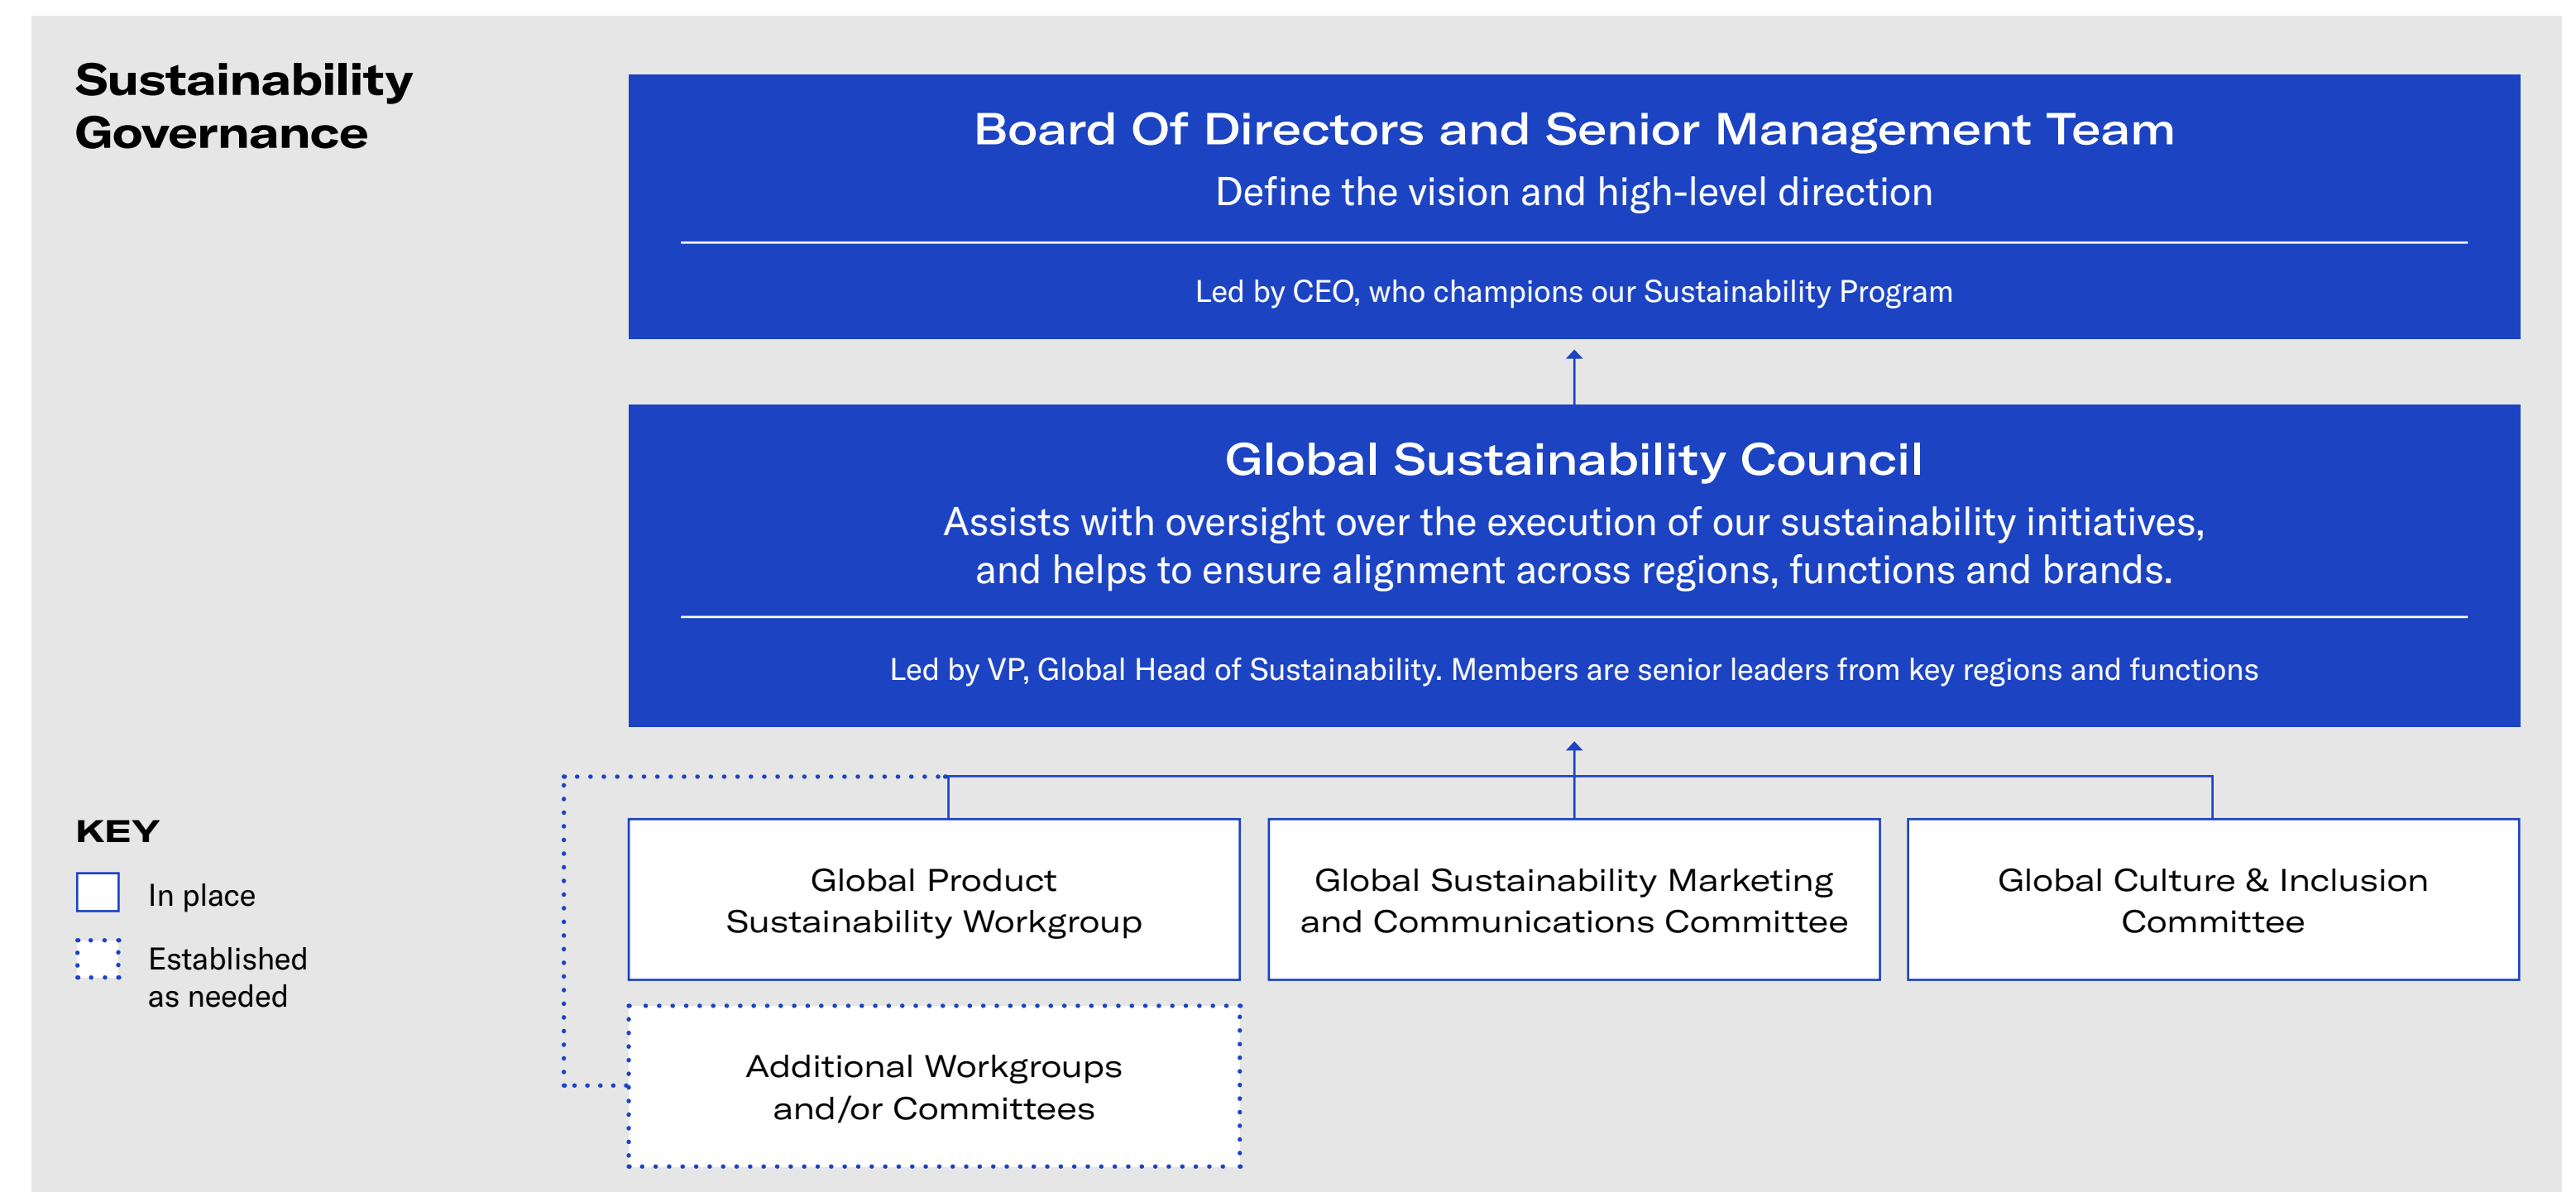 Sustainability
Governance
Board Of Directors and Senior Management Team
Define the vision and high-level direction
Led by CEO, who champions our Sustainability Program
Global Sustainability Council
Assists with oversight over the execution of our sustainability initiatives,
and helps to ensure alignment across regions, functions and brands.
Led by VP, Global Head of Sustainability. Members are senior leaders from key regions and functions
KEY
In place
Established
as needed
Global Product
Sustainability Workgroup
Global Sustainability Marketing
and Communications Committee
Global Culture & Inclusion
Committee
Additional Workgroups
and/or Committees